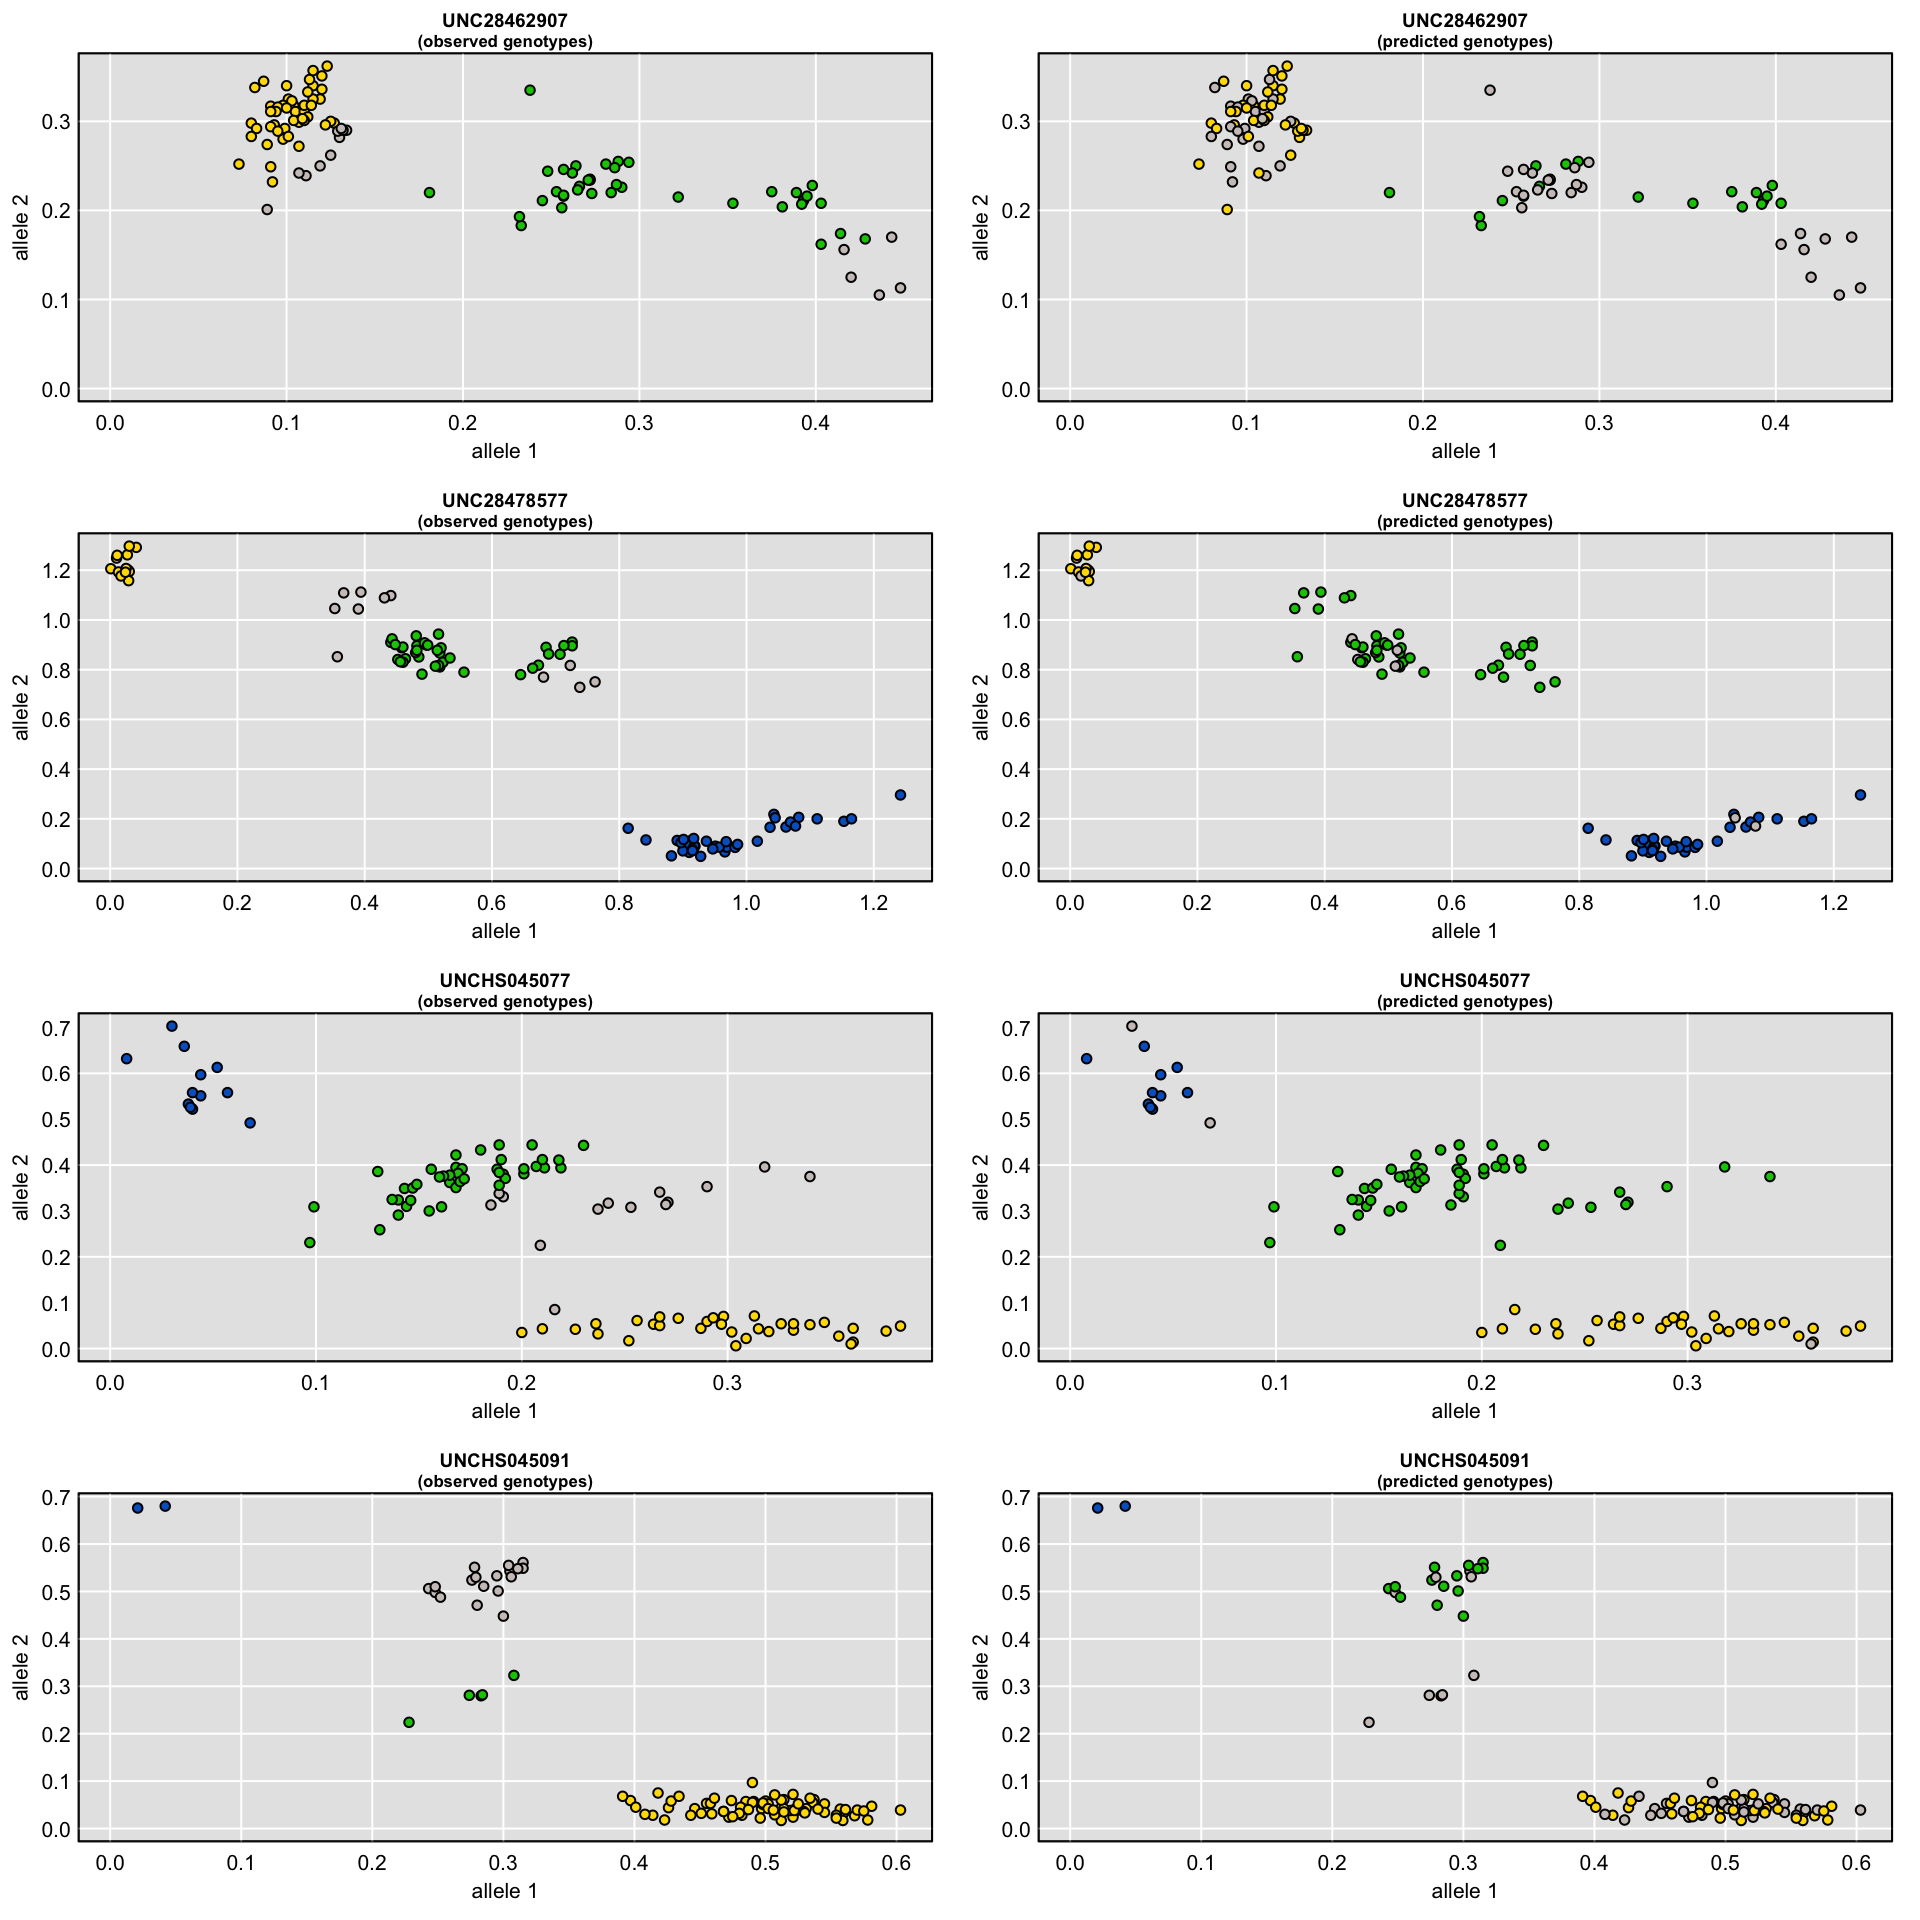 UNC28462907
(observed genotypes)
0.3
0.2
0.1
0.0
allele 2
0.0 0.1 0.2 0.3 0.4
allele 1
UNC28462907
(predicted genotypes)
0.3
0.2
0.1
0.0
allele 2
0.0 0.1 0.2 0.3 0.4
allele 1
UNC28478577
(observed genotypes)
1.2
1.0
0.8
0.6
0.4
0.2
0.0
allele 2
0.0 0.2 0.4 0.6 0.8 1.0 1.2
allele 1
UNC28478577
(predicted genotypes)
1.2
1.0
0.8
0.6
0.4
0.2
0.0
allele 2
0.0 0.2 0.4 0.6 0.8 1.0 1.2
allele 1
UNCHS045077
(observed genotypes)
0.7
0.6
0.5
0.4
0.3
0.2
0.1
0.0
allele 2
0.0 0.1 0.2 0.3
allele 1
UNCHS045077
(predicted genotypes)
0.7
0.6
0.5
0.4
0.3
0.2
0.1
0.0
allele 2
0.0 0.1 0.2 0.3
allele 1
UNCHS045091
(observed genotypes)
0.7
0.6
0.5
0.4
0.3
0.2
0.1
0.0
allele 2
0.0 0.1 0.2 0.3 0.4 0.5 0.6
allele 1
UNCHS045091
(predicted genotypes)
0.7
0.6
0.5
0.4
0.3
0.2
0.1
0.0
allele 2
0.0 0.1 0.2 0.3 0.4 0.5 0.6
allele 1